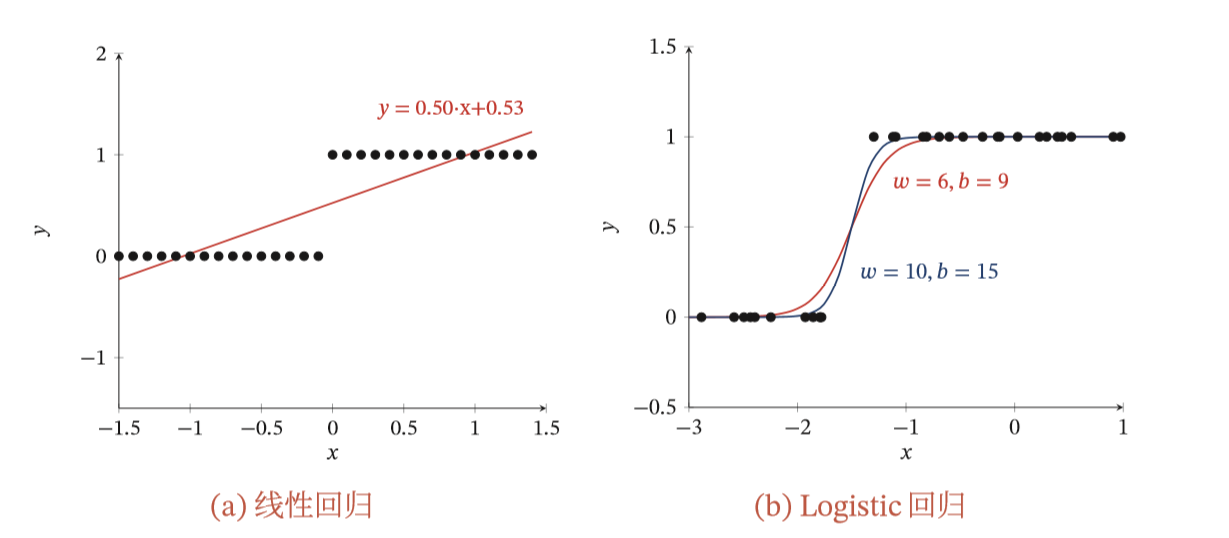 2
1
0
−1
y
−1.5 −1 −0.5 0 0.5 1 1.5
x
y = 0.50·x+0.53
(a) 线性回归
1.5
1
0.5
0
−0.5
y
−3 −2 −1 0 1
x
w = 6, b = 9
w = 10, b = 15
(b) Logistic 回归